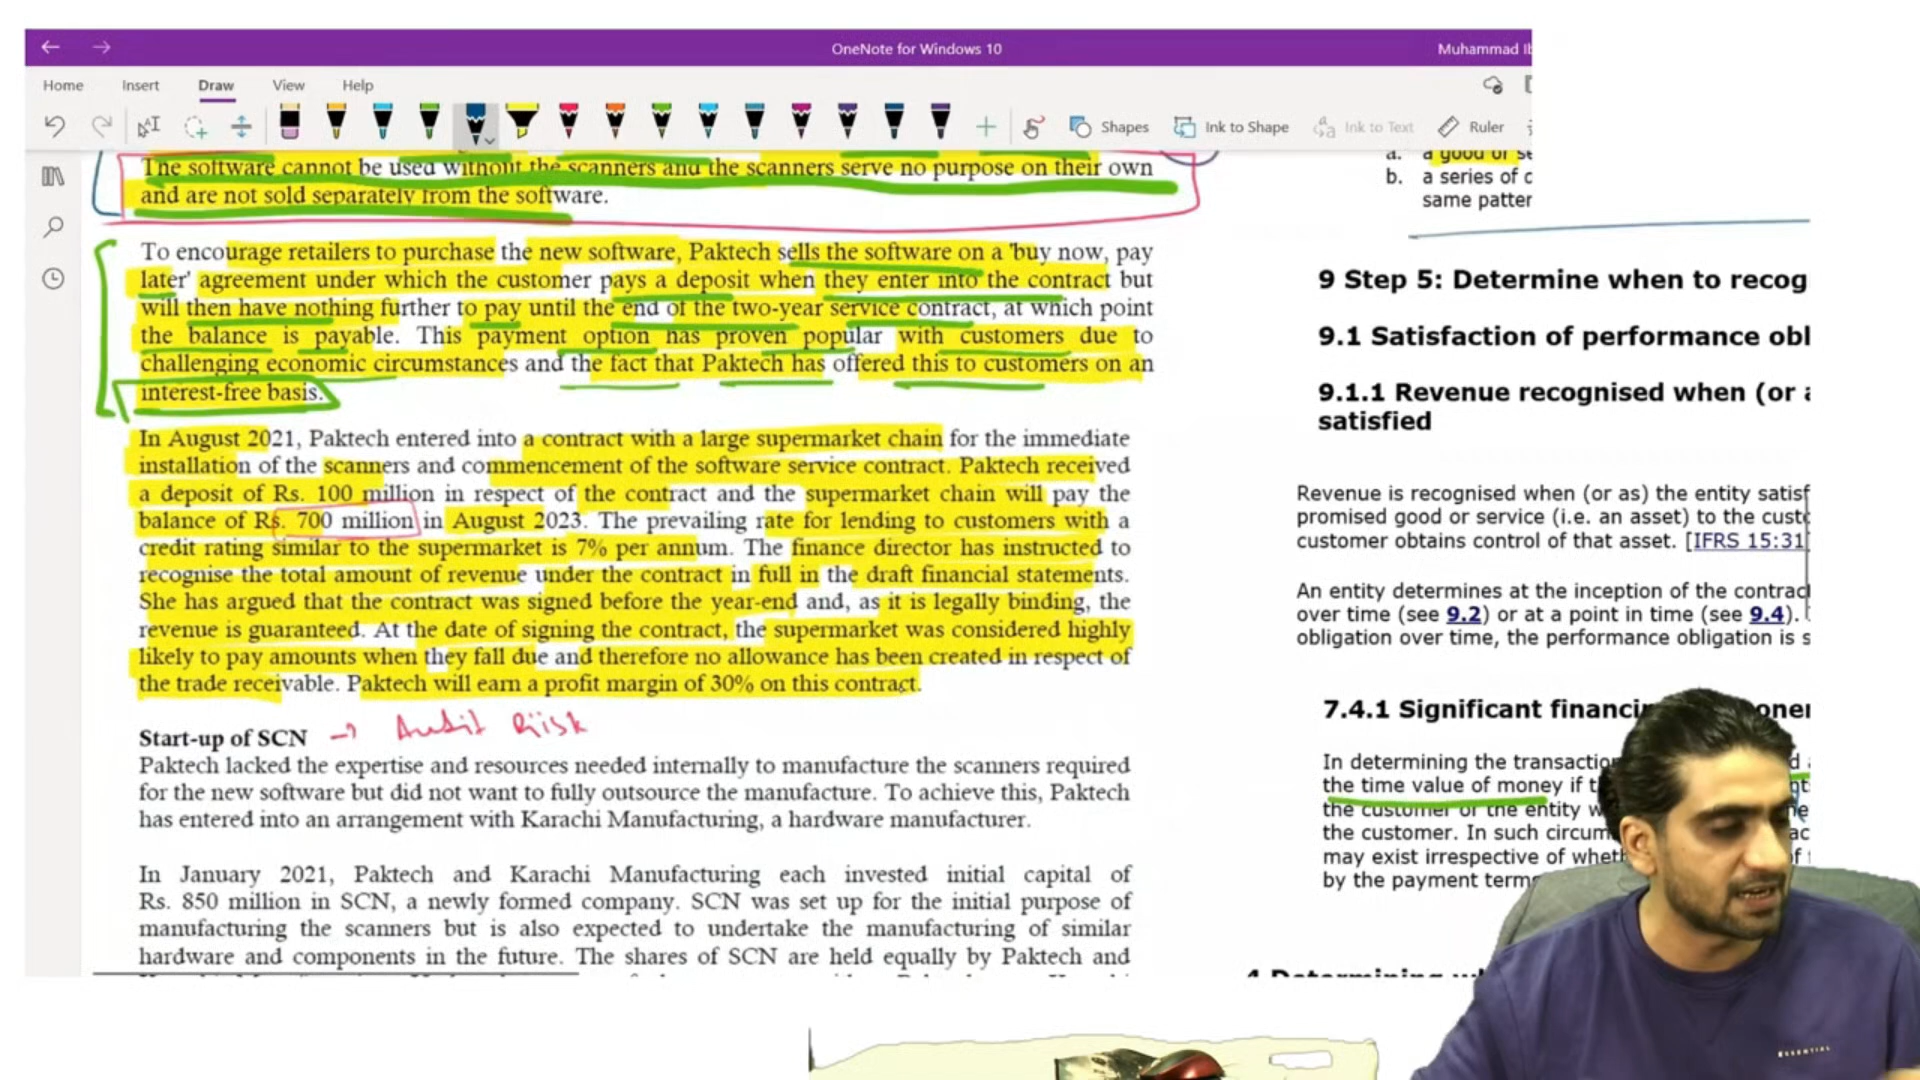 OneNote for Windows 10
Muhammad Ib
Home Insert Draw View Help
Shapes Ink to Shape Ink to Text Ruler
The software cannot be used without the scanners and the scanners serve no purpose on their own
and are not sold separately from the software.
To encourage retailers to purchase the new software, Paktech sells the software on a 'buy now, pay
later' agreement under which the customer pays a deposit when they enter into the contract but
will then have nothing further to pay until the end of the two-year service contract, at which point
the balance is payable. This payment option has proven popular with customers due to
challenging economic circumstances and the fact that Paktech has offered this to customers on an
interest-free basis.
In August 2021, Paktech entered into a contract with a large supermarket chain for the immediate
installation of the scanners and commencement of the software service contract. Paktech received
a deposit of Rs. 100 million in respect of the contract and the supermarket chain will pay the
balance of Rs. 700 million in August 2023. The prevailing rate for lending to customers with a
credit rating similar to the supermarket is 7% per annum. The finance director has instructed to
recognise the total amount of revenue under the contract in full in the draft financial statements.
She has argued that the contract was signed before the year-end and, as it is legally binding, the
revenue is guaranteed. At the date of signing the contract, the supermarket was considered highly
likely to pay amounts when they fall due and therefore no allowance has been created in respect of
the trade receivable. Paktech will earn a profit margin of 30% on this contract.
Start-up of SCN → Audit Risk
Paktech lacked the expertise and resources needed internally to manufacture the scanners required
for the new software but did not want to fully outsource the manufacture. To achieve this, Paktech
has entered into an arrangement with Karachi Manufacturing, a hardware manufacturer.
In January 2021, Paktech and Karachi Manufacturing each invested initial capital of
Rs. 850 million in SCN, a newly formed company. SCN was set up for the initial purpose of
manufacturing the scanners but is also expected to undertake the manufacturing of similar
hardware and components in the future. The shares of SCN are held equally by Paktech and
a. a good or se
b. a series of
same patter
9 Step 5: Determine when to recog
9.1 Satisfaction of performance obl
9.1.1 Revenue recognised when (or a
satisfied
Revenue is recognised when (or as) the entity satisf
promised good or service (i.e. an asset) to the cust
customer obtains control of that asset. [IFRS 15:31
An entity determines at the inception of the contrac
over time (see 9.2) or at a point in time (see 9.4).
obligation over time, the performance obligation is s
7.4.1 Significant financi
In determining the transaction
the time value of money if
the customer or the entity w
the customer. In such circum
may exist irrespective of wheth
by the payment terms
ESSENTIAL